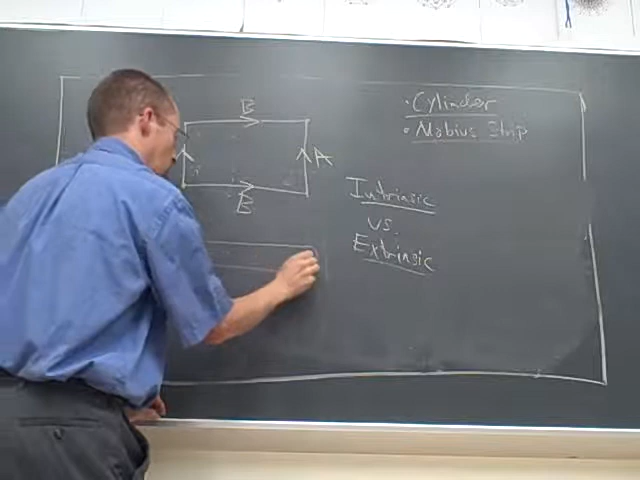 B
A
B
· Cylinder
· Mobius Strip
Intrinsic
vs.
Extrinsic